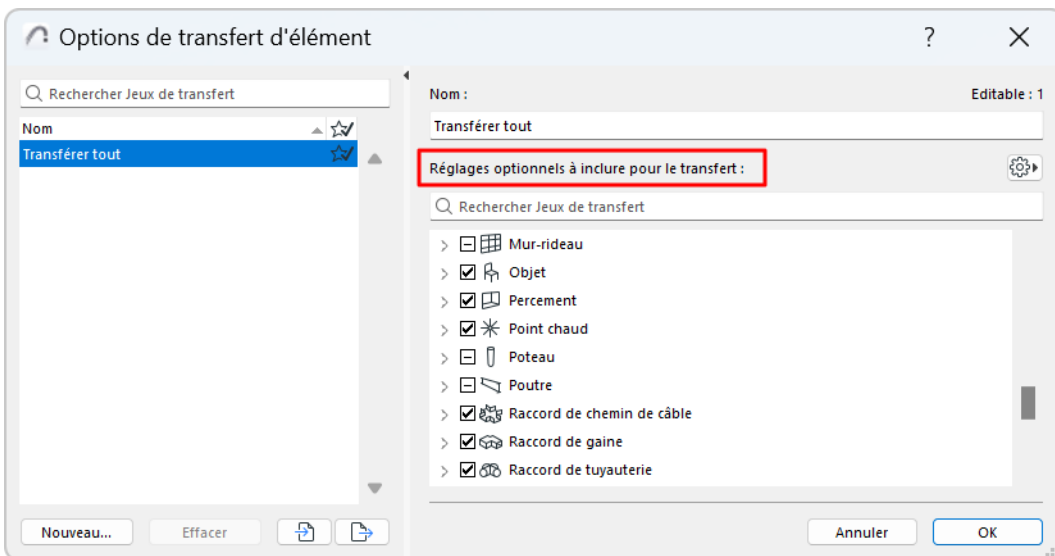 Options de transfert d'élément
?
Rechercher Jeux de transfert
Nom
Transférer tout
Nouveau...
Effacer
Nom :
Editable : 1
Transférer tout
Réglages optionnels à inclure pour le transfert :
Rechercher Jeux de transfert
Mur-rideau
Objet
Percement
Point chaud
Poteau
Poutre
Raccord de chemin de câble
Raccord de gaine
Raccord de tuyauterie
Annuler
OK